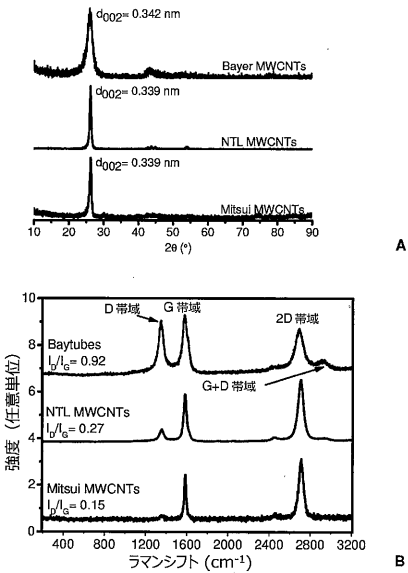 d002= 0.342 nm
Bayer MWCNTs
d002= 0.339 nm
NTL MWCNTs
d002= 0.339 nm
Mitsui MWCNTs
10 20 30 40 50 60 70 80 90
2θ (°)
A
B
強度（任意単位）
10
8
6
4
2
0
D 帯域
G 帯域
2D 帯域
G+D 帯域
Baytubes
ID/IG= 0.92
NTL MWCNTs
ID/IG= 0.27
Mitsui MWCNTs
ID/IG= 0.15
400 800 1200 1600 2000 2400 2800 3200
ラマンシフト (cm-1)